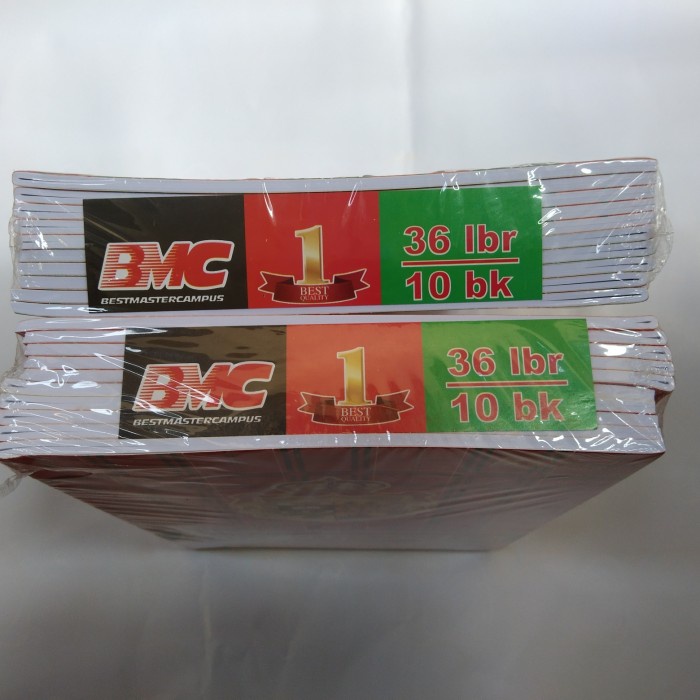 BMC
BESTMASTERCAMPUS
1
BEST
QUALITY
36 lbr
10 bk
BMC
BESTMASTERCAMPUS
1
BEST
QUALITY
36 lbr
10 bk